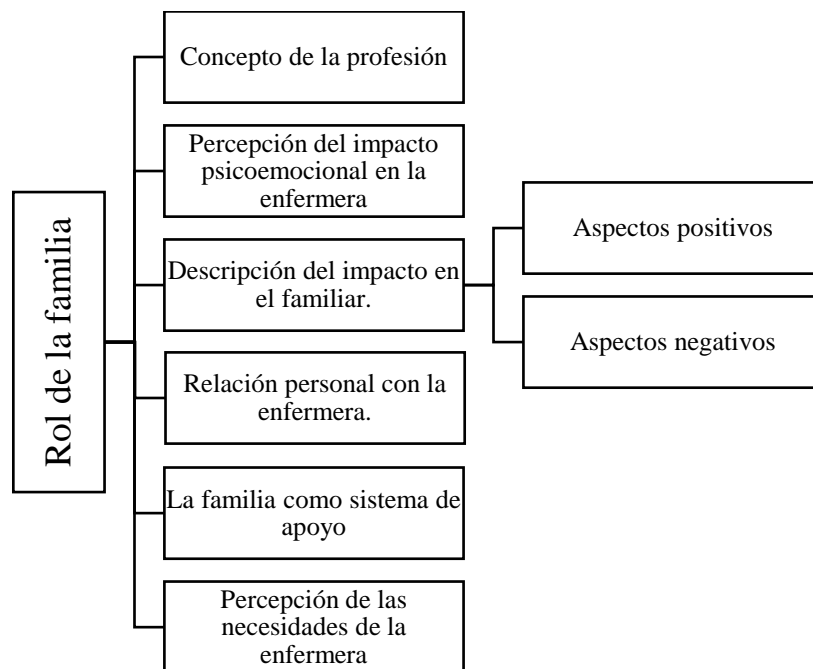 Rol de la familia
Concepto de la profesión
Percepción del impacto
psicoemocional en la
enfermera
Descripción del impacto en
el familiar.
Relación personal con la
enfermera.
La familia como sistema de
apoyo
Percepción de las
necesidades de la
enfermera
Aspectos positivos
Aspectos negativos